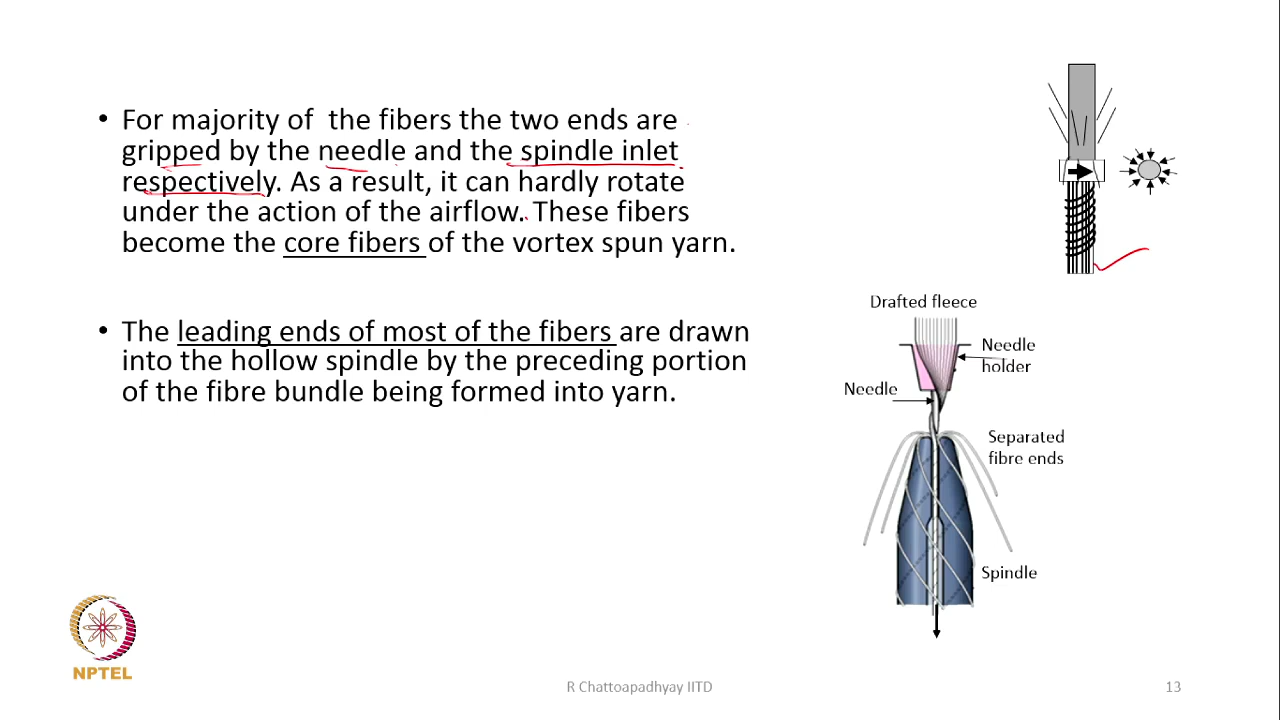 • For majority of  the fibers the two ends are
gripped by the needle and the spindle inlet
respectively. As a result, it can hardly rotate
under the action of the airflow. These fibers
become the core fibers of the vortex spun yarn.
• The leading ends of most of the fibers are drawn
into the hollow spindle by the preceding portion
of the fibre bundle being formed into yarn.
Drafted fleece
Needle
holder
Needle
Separated
fibre ends
Spindle
NPTEL
R Chattoapadhyay IITD
13